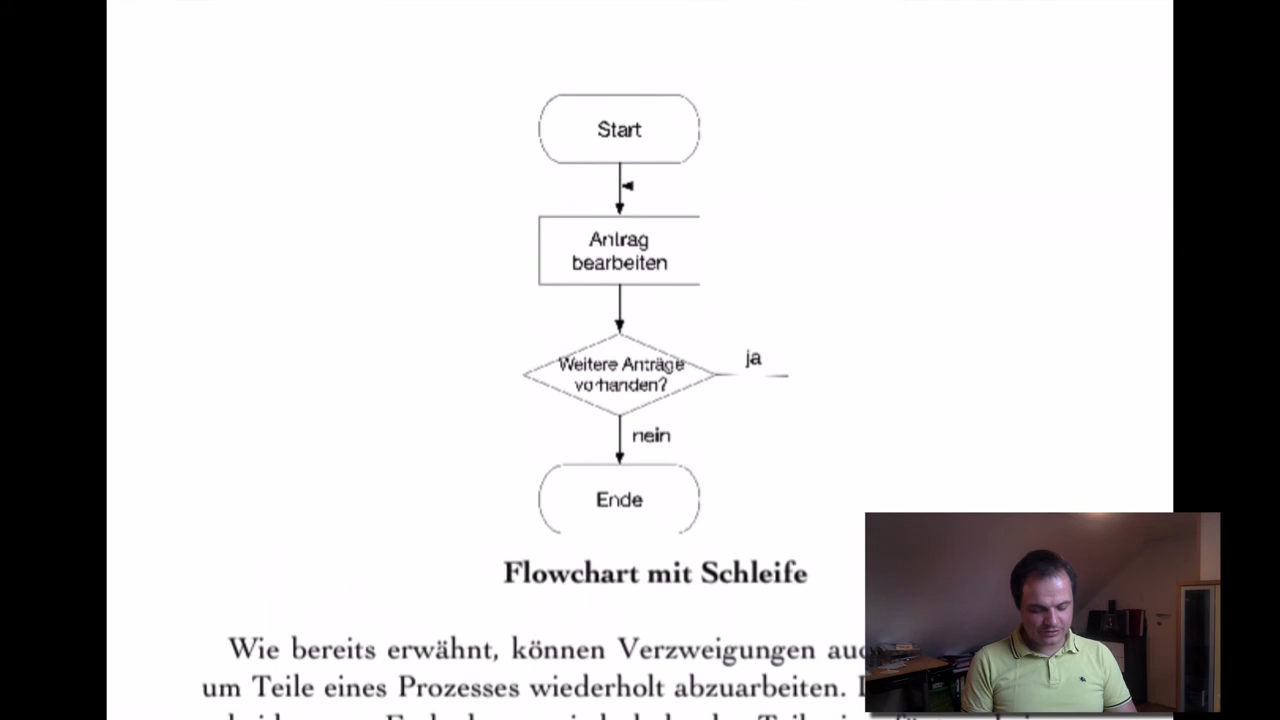 Start
Antrag
bearbeiten
Weitere Anträge
vorhanden?
ja
nein
Ende
Flowchart mit Schleife
Wie bereits erwähnt, können Verzweigungen
um Teile eines Prozesses wiederholt abzuarbeiten.